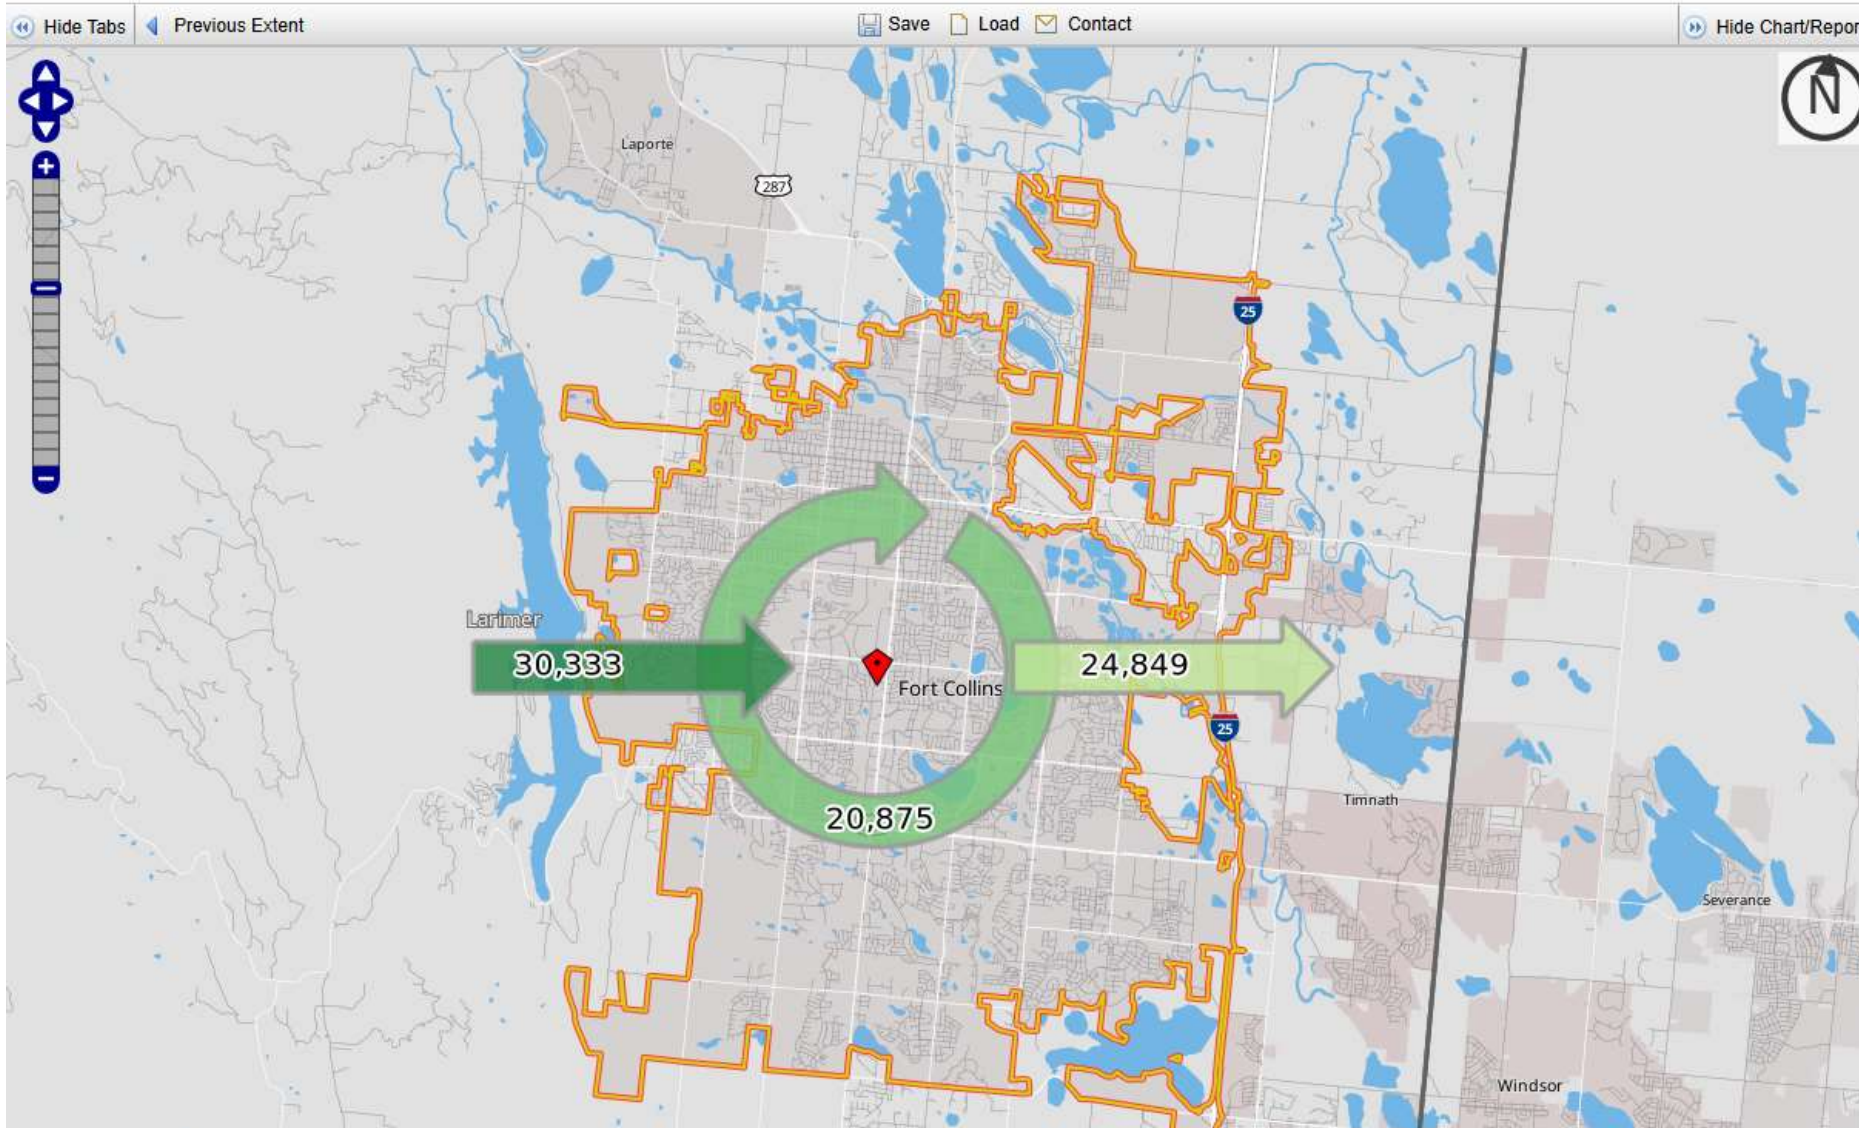 Hide Tabs
Previous Extent
Save
Load
Contact
Hide Chart/Repor
N
Laporte
287
25
Larimer
30,333
24,849
Fort Collins
25
Timnath
20,875
Severance
Windsor